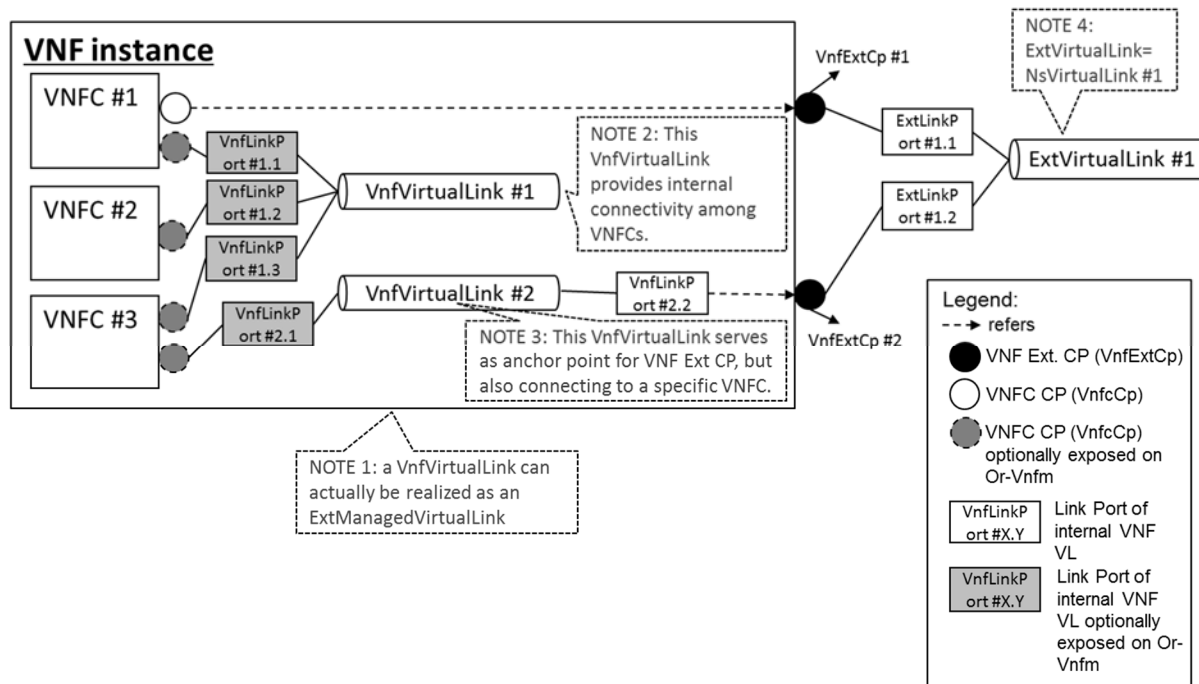 VNF instance
VNFC #1
VNFC #2
VNFC #3
VnfLinkP
ort #1.1
VnfLinkP
ort #1.2
VnfLinkP
ort #1.3
VnfLinkP
ort #2.1
VnfVirtualLink #1
VnfVirtualLink #2
NOTE 2: This
VnfVirtualLink
provides internal
connectivity among
VNFCs.
VnfLinkP
ort #2.2
NOTE 3: This VnfVirtualLink serves
as anchor point for VNF Ext CP, but
also connecting to a specific VNFC.
NOTE 1: a VnfVirtualLink can
actually be realized as an
ExtManagedVirtualLink
VnfExtCp #1
VnfExtCp #2
ExtLinkP
ort #1.1
ExtLinkP
ort #1.2
NOTE 4:
ExtVirtualLink=
NsVirtualLink #1
ExtVirtualLink #1
Legend:
refers
VNF Ext. CP (VnfExtCp)
VNFC CP (VnfcCp)
VNFC CP (VnfcCp)
optionally exposed on
Or-Vnfm
VnfLinkP
ort #X.Y
Link Port of
internal VNF
VL
VnfLinkP
ort #X.Y
Link Port of
internal VNF
VL optionally
exposed on Or-
Vnfm